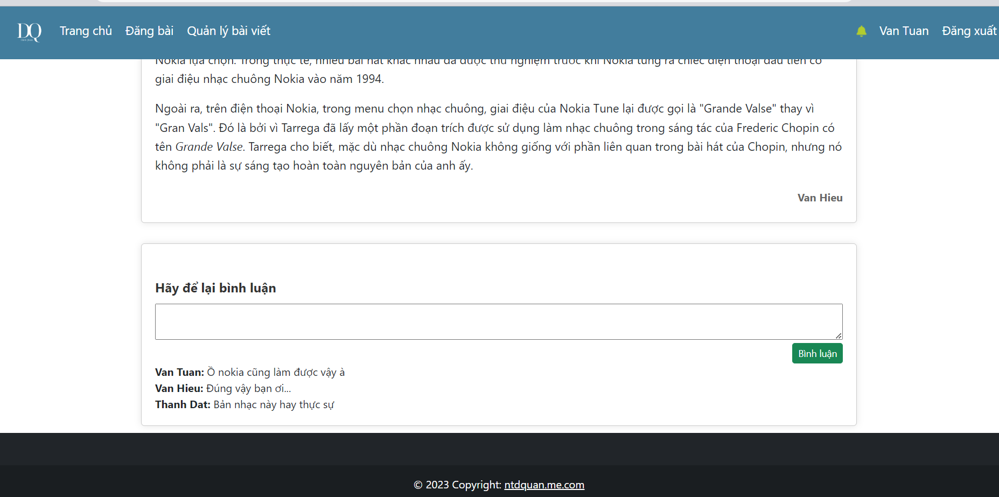 DQ
Trang chủ Đăng bài Quản lý bài viết Van Tuan Đăng xuất
Nokia lựa chọn. Trong thực tế, nhiều bài hát khác nhau đã được thử nghiệm trước khi Nokia tung ra chiếc điện thoại đầu tiên có
giai điệu nhạc chuông Nokia vào năm 1994.
Ngoài ra, trên điện thoại Nokia, trong menu chọn nhạc chuông, giai điệu của Nokia Tune lại được gọi là "Grande Valse" thay vì
"Gran Vals". Đó là bởi vì Tarrega đã lấy một phần đoạn trích được sử dụng làm nhạc chuông trong sáng tác của Frederic Chopin có
tên Grande Valse. Tarrega cho biết, mặc dù nhạc chuông Nokia không giống với phần liên quan trong bài hát của Chopin, nhưng nó
không phải là sự sáng tạo hoàn toàn nguyên bản của anh ấy.
Van Hieu
Hãy để lại bình luận
Bình luận
Van Tuan: Ồ nokia cũng làm được vậy à
Van Hieu: Đúng vậy bạn ơi...
Thanh Dat: Bản nhạc này hay thực sự
© 2023 Copyright: ntdquan.me.com